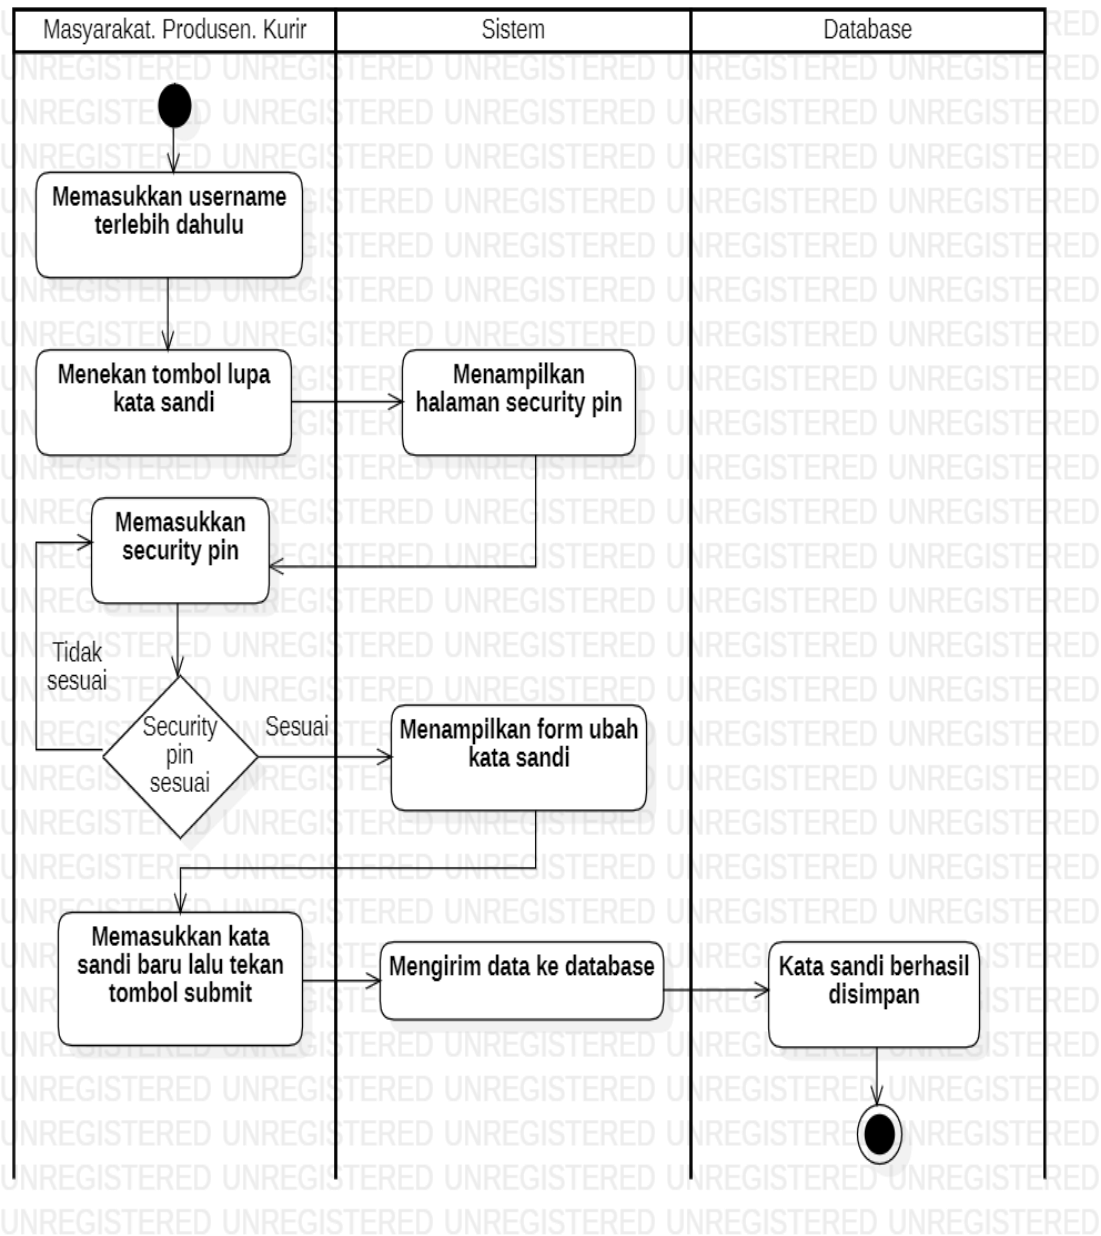 Masyarakat. Produsen. Kurir
Sistem
Database
Memasukkan username
terlebih dahulu
Menekan tombol lupa
kata sandi
Menampilkan
halaman security pin
Memasukkan
security pin
Tidak
sesuai
Security
pin
sesuai
Sesuai
Menampilkan form ubah
kata sandi
Memasukkan kata
sandi baru lalu tekan
tombol submit
Mengirim data ke database
Kata sandi berhasil
disimpan
UNREGISTERED UNREGISTERED UNREGISTERED UNREGISTERED UNREGISTERED